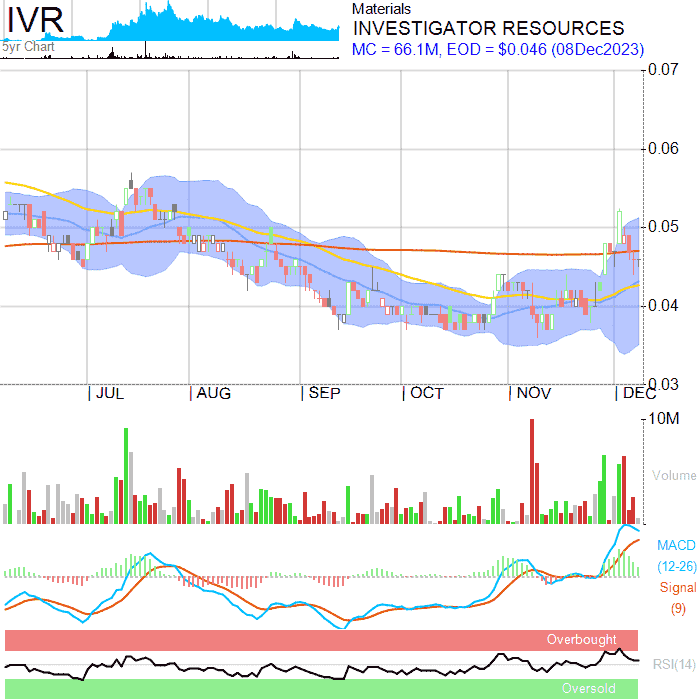 IVR
5yr Chart
Materials
INVESTIGATOR RESOURCES
MC = 66.1M, EOD = $0.046 (08Dec2023)
0.07
0.06
0.05
0.04
0.03
JUL AUG SEP OCT NOV DEC
10M
Volume
MACD
(12-26)
Signal
(9)
Overbought
RSI(14)
Oversold